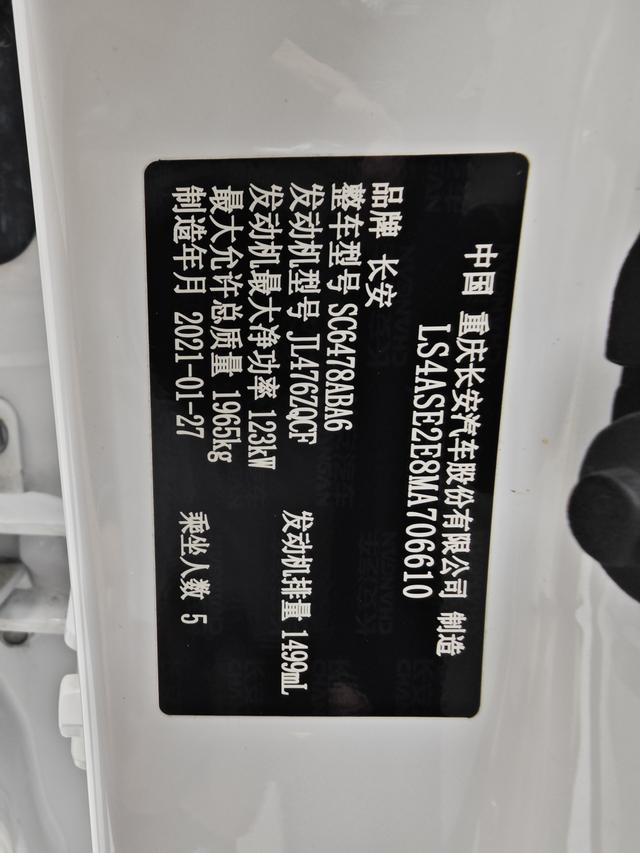 中国 重庆长安汽车股份有限公司 制造
LS4ASE2E8MA706610
品牌 长安
整车型号 SC6478ABA6
发动机型号 JL476ZQCF 发动机排量 1499mL
发动机最大净功率 123kW
最大允许总质量 1965kg
制造年月 2021-01-27 乘坐人数 5